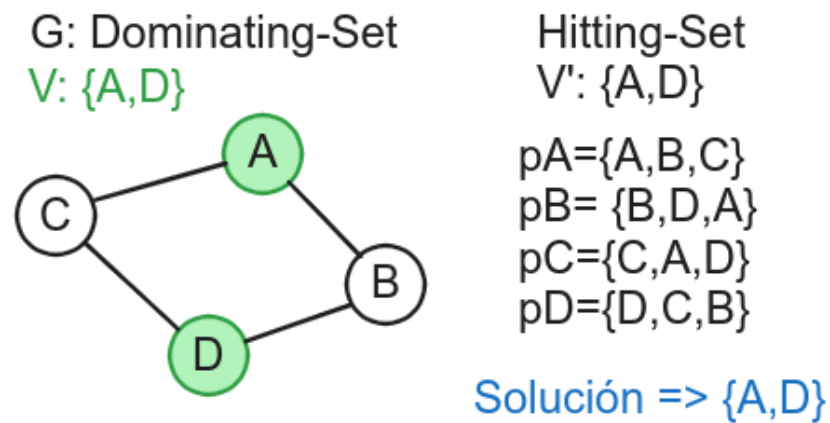 G: Dominating-Set
V: {A,D}
A
C
B
D
Hitting-Set
V': {A,D}
pA={A,B,C}
pB= {B,D,A}
pC={C,A,D}
pD={D,C,B}
Solución => {A,D}